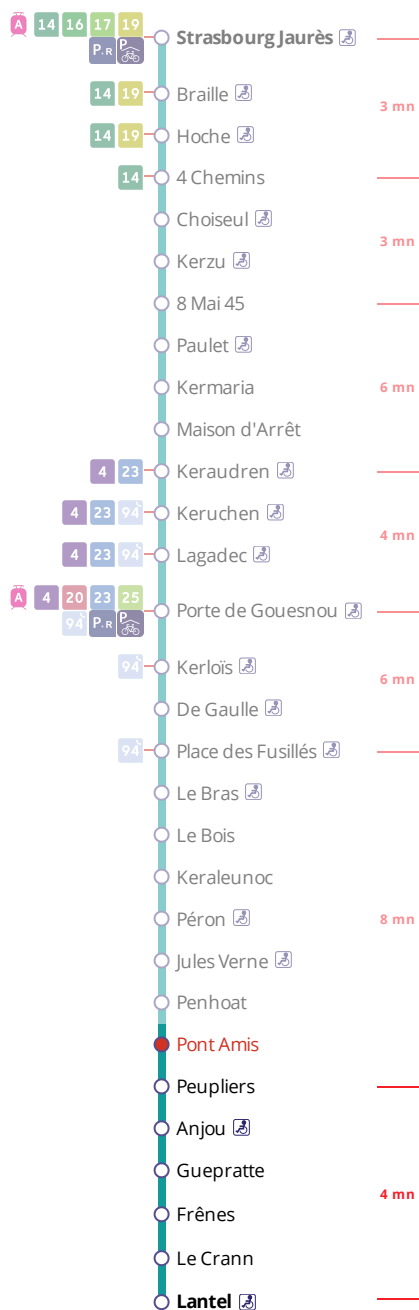 A 14 16 17 19
P+R P
Strasbourg Jaurès
14 19 Braille
3 mn
14 19 Hoche
14 4 Chemins
Choiseul
3 mn
Kerzu
8 Mai 45
Paulet
Kermaria
6 mn
Maison d'Arrêt
4 23 Keraudren
4 23 94 Keruchen
4 mn
4 23 94 Lagadec
A 4 20 23 25
94 P+R P
Porte de Gouesnou
94 Kerloïs
6 mn
De Gaulle
94 Place des Fusillés
Le Bras
Le Bois
Keraleunoc
Péron
8 mn
Jules Verne
Penhoat
Pont Amis
Peupliers
Anjou
Guepratte
4 mn
Frênes
Le Crann
Lantel